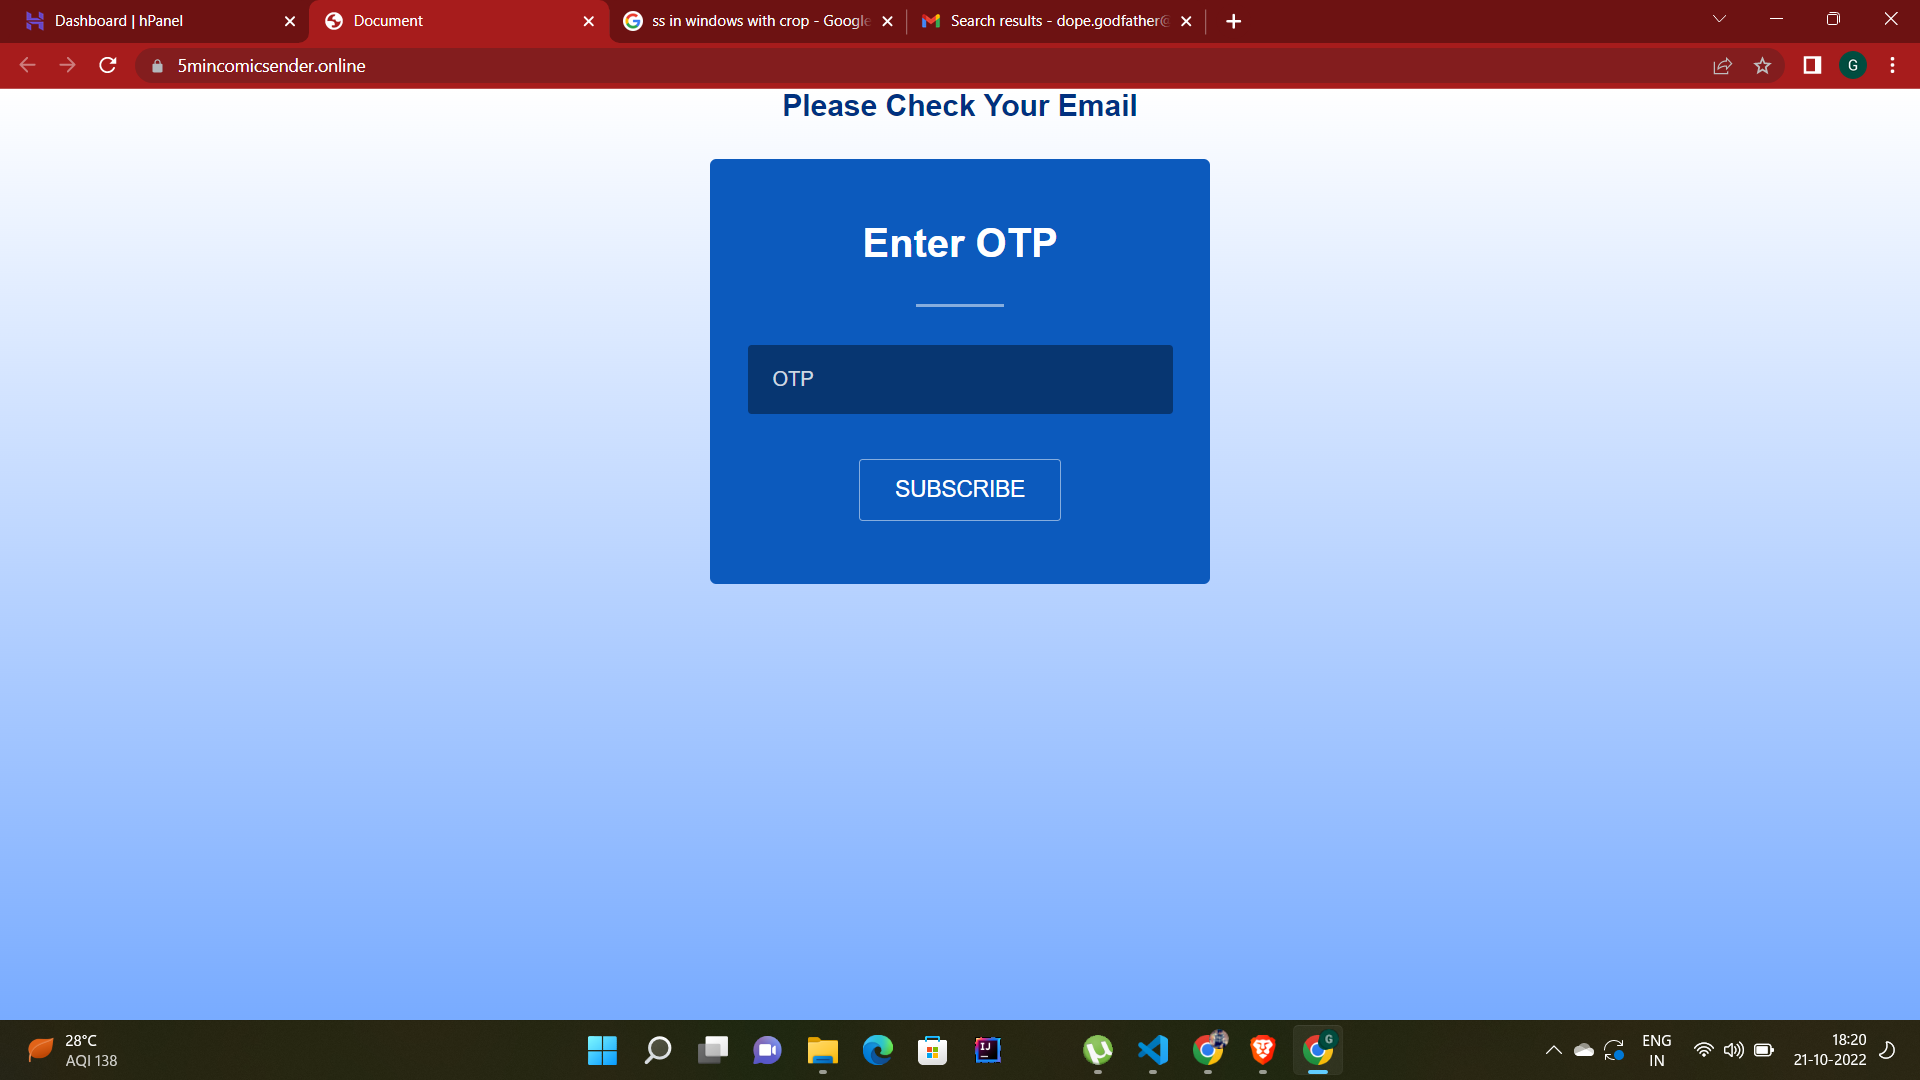 Dashboard | hPanel
Document
ss in windows with crop - Google
Search results - dope.godfather@
5mincomicsender.online
G
Please Check Your Email
Enter OTP
OTP
SUBSCRIBE
28°C
AQI 138
IJ
G
ENG
IN
18:20
21-10-2022